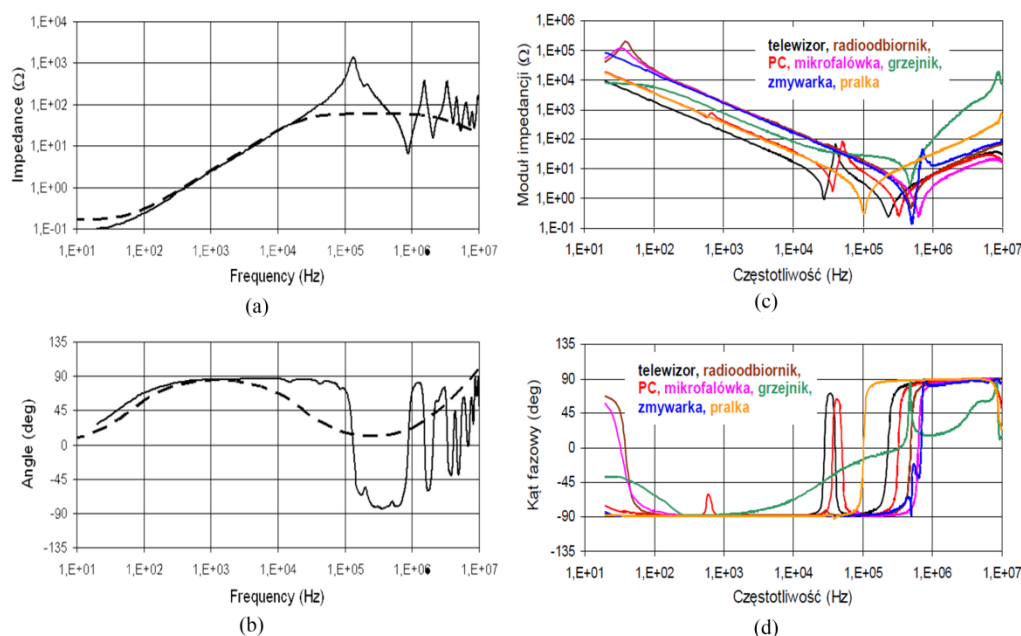 1,E+04
1,E+03
1,E+02
1,E+01
1,E+00
1,E-01
Impedance (Ω)
1,E+01 1,E+02 1,E+03 1,E+04 1,E+05 1,E+06 1,E+07
Frequency (Hz)
(a)
1,E+06
1,E+05
1,E+04
1,E+03
1,E+02
1,E+01
1,E+00
1,E-01
Moduł impedancji (Ω)
telewizor, radioodbiornik,
PC, mikrofalówka, grzejnik,
zmywarka, pralka
1,E+01 1,E+02 1,E+03 1,E+04 1,E+05 1,E+06 1,E+07
Częstotliwość (Hz)
(c)
135
90
45
0
-45
-90
-135
Angle (deg)
1,E+01 1,E+02 1,E+03 1,E+04 1,E+05 1,E+06 1,E+07
Frequency (Hz)
(b)
135
90
45
0
-45
-90
-135
Kąt fazowy (deg)
telewizor, radioodbiornik,
PC, mikrofalówka, grzejnik,
zmywarka, pralka
1,E+01 1,E+02 1,E+03 1,E+04 1,E+05 1,E+06 1,E+07
Częstotliwość (Hz)
(d)